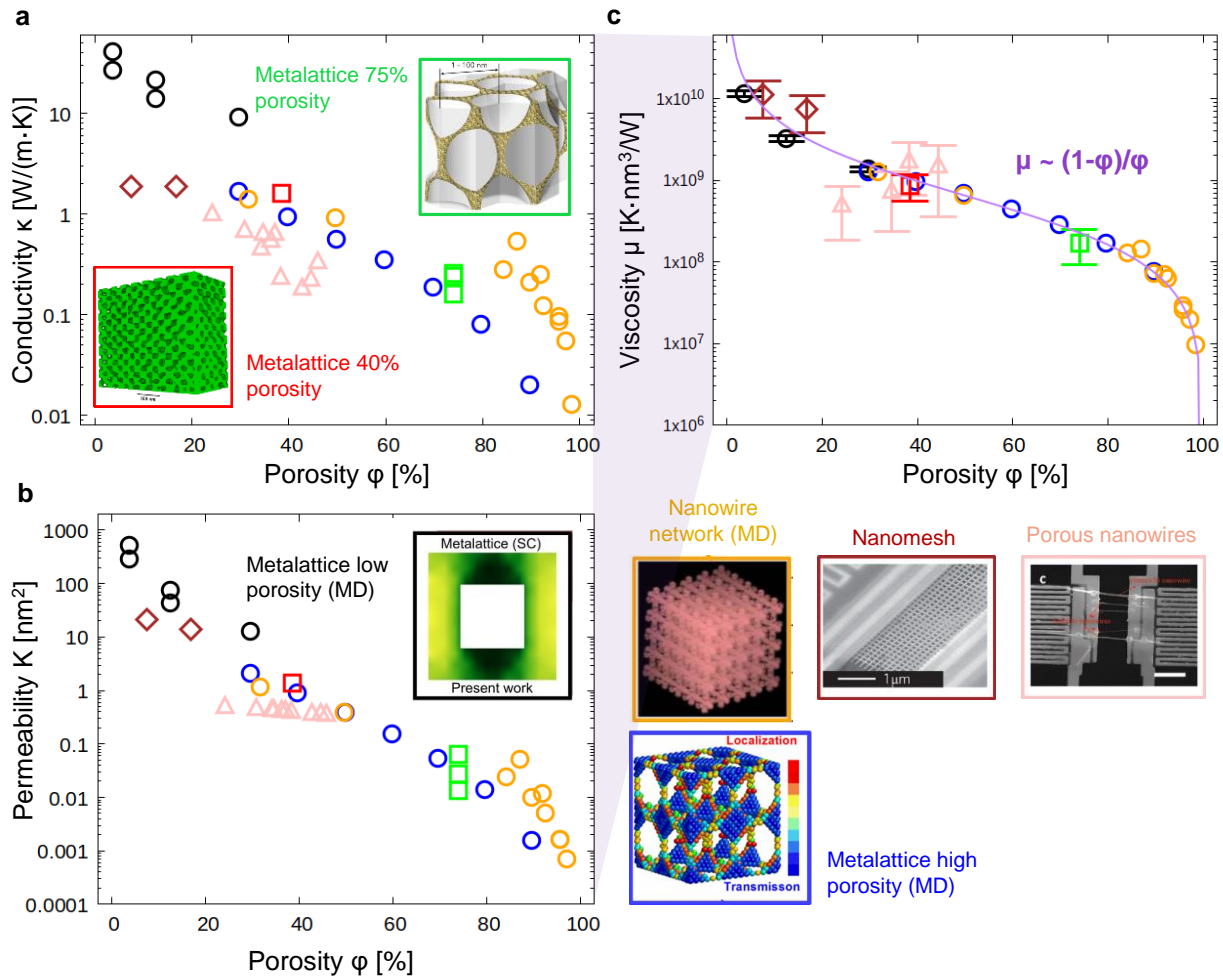 a
Conductivity κ [W/(m·K)]
10
1
0.1
0.01
0
20
40
60
80
100
Porosity φ [%]
Metalattice 75%
porosity
1 - 100 nm
Metalattice 40%
porosity
b
Permeability K [nm²]
1000
100
10
1
0.1
0.01
0.001
0.0001
0
20
40
60
80
100
Porosity φ [%]
Metalattice low
porosity (MD)
Metalattice (SC)
Present work
c
Viscosity μ [K·nm³/W]
1x10¹⁰
1x10⁹
1x10⁸
1x10⁷
1x10⁶
0
20
40
60
80
100
Porosity φ [%]
μ ~ (1-φ)/φ
Nanowire
network (MD)
Nanomesh
1μm
Porous nanowires
c
Localization
Transmisson
Metalattice high
porosity (MD)